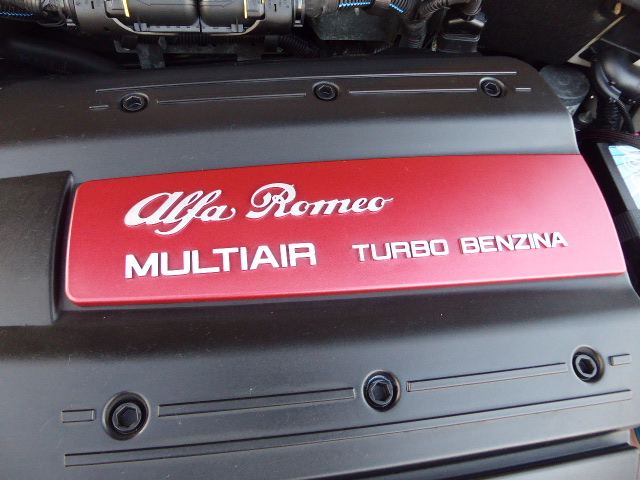 Alfa Romeo
MULTIAIR TURBO BENZINA